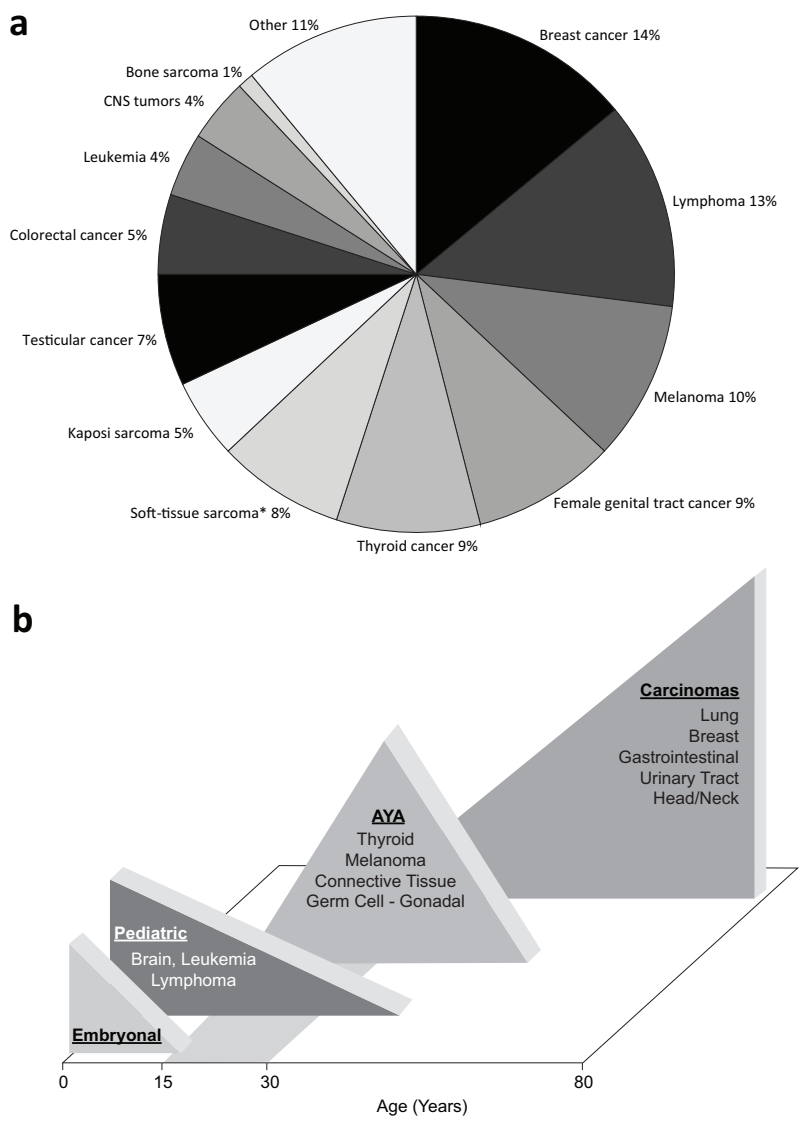 a
Other 11%
Breast cancer 14%
Bone sarcoma 1%
CNS tumors 4%
Leukemia 4%
Lymphoma 13%
Colorectal cancer 5%
Testicular cancer 7%
Melanoma 10%
Kaposi sarcoma 5%
Female genital tract cancer 9%
Soft-tissue sarcoma* 8%
Thyroid cancer 9%
b
Carcinomas
Lung
Breast
Gastrointestinal
Urinary Tract
Head/Neck
AYA
Thyroid
Melanoma
Connective Tissue
Germ Cell - Gonadal
Pediatric
Brain, Leukemia
Lymphoma
Embryonal
0 15 30 80
Age (Years)